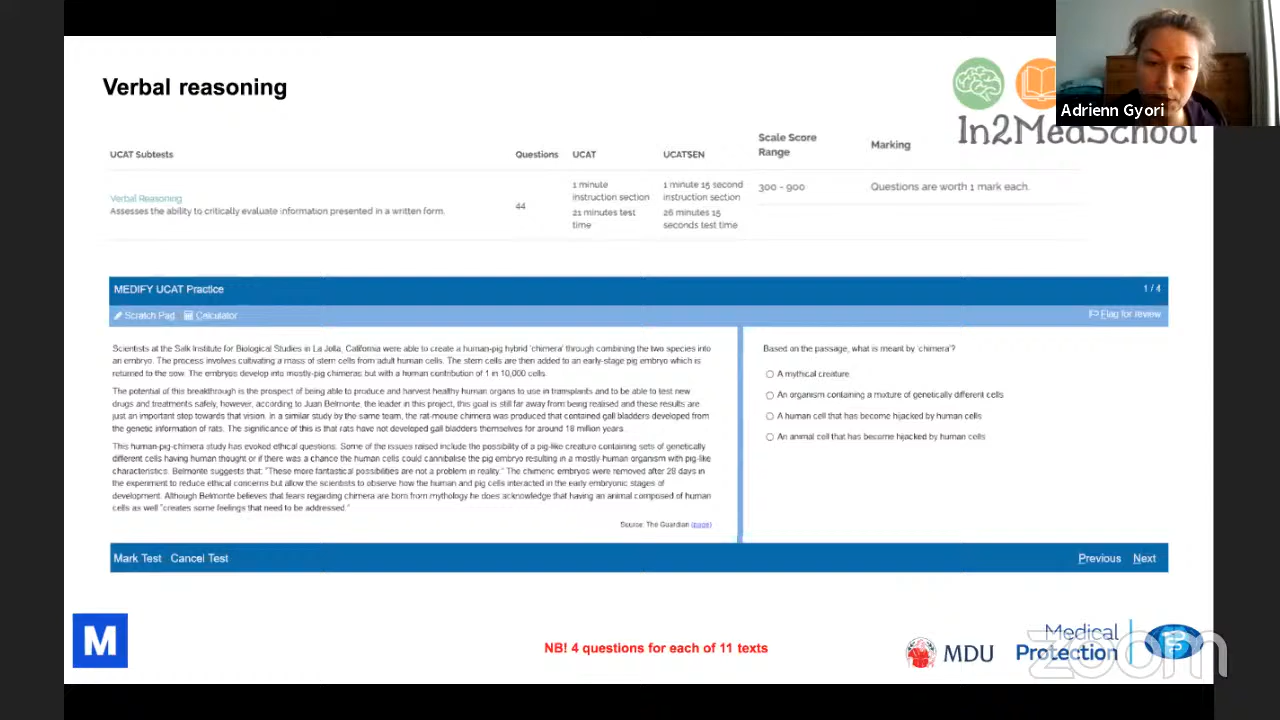 Verbal reasoning
Adrienn Gyori
In2MedSchool
UCAT Subtests
Questions
UCAT
UCATSEN
Scale Score
Range
Marking
Verbal Reasoning
Assesses the ability to critically evaluate information presented in a written form.
44
1 minute
instruction section
21 minutes test
time
1 minute 15 second
instruction section
26 minutes 15
seconds test time
300 - 900
Questions are worth 1 mark each.
MEDIFY UCAT Practice
1 / 4
Scratch Pad
Calculator
Flag for review
Scientists at the Salk Institute for Biological Studies in La Jolla, California were able to create a human-pig hybrid 'chimera' through combining the two species into
an embryo. The process involves cultivating a mass of stem cells from adult human cells. The stem cells are then added to an early-stage pig embryo which is
returned to the sow. The embryos develop into mostly-pig chimeras but with a human contribution of 1 in 10,000 cells.
The potential of this breakthrough is the prospect of being able to produce and harvest healthy human organs to use in transplants and to be able to test new
drugs and treatments safely, however, according to Juan Belmonte, the leader in this project, this goal is still far away from being realised and these results are
just an important step towards that vision. In a similar study by the same team, the rat-mouse chimera was produced that contained gall bladders developed from
the genetic information of rats. The significance of this is that rats have not developed gall bladders themselves for around 18 million years.
This human-pig-chimera study has evoked ethical questions. Some of the issues raised include the possibility of a pig-like creature containing sets of genetically
different cells having human thought or if there was a chance the human cells could cannibalise the pig embryo resulting in a mostly-human organism with pig-like
characteristics. Belmonte suggests that: "These more fantastical possibilities are not a problem in reality." The chimeric embryos were removed after 28 days in
the experiment to reduce ethical concerns but allow the scientists to observe how the human and pig cells interacted in the early embryonic stages of
development. Although Belmonte believes that fears regarding chimera are born from mythology he does acknowledge that having an animal composed of human
cells as well "creates some feelings that need to be addressed."
Source: The Guardian (page)
Based on the passage, what is meant by 'chimera'?
A mythical creature
An organism containing a mixture of genetically different cells
A human cell that has become hijacked by human cells
An animal cell that has became hijacked by human cells
Mark Test
Cancel Test
Previous
Next
M
NB! 4 questions for each of 11 texts
MDU
Medical
Protection
zoom